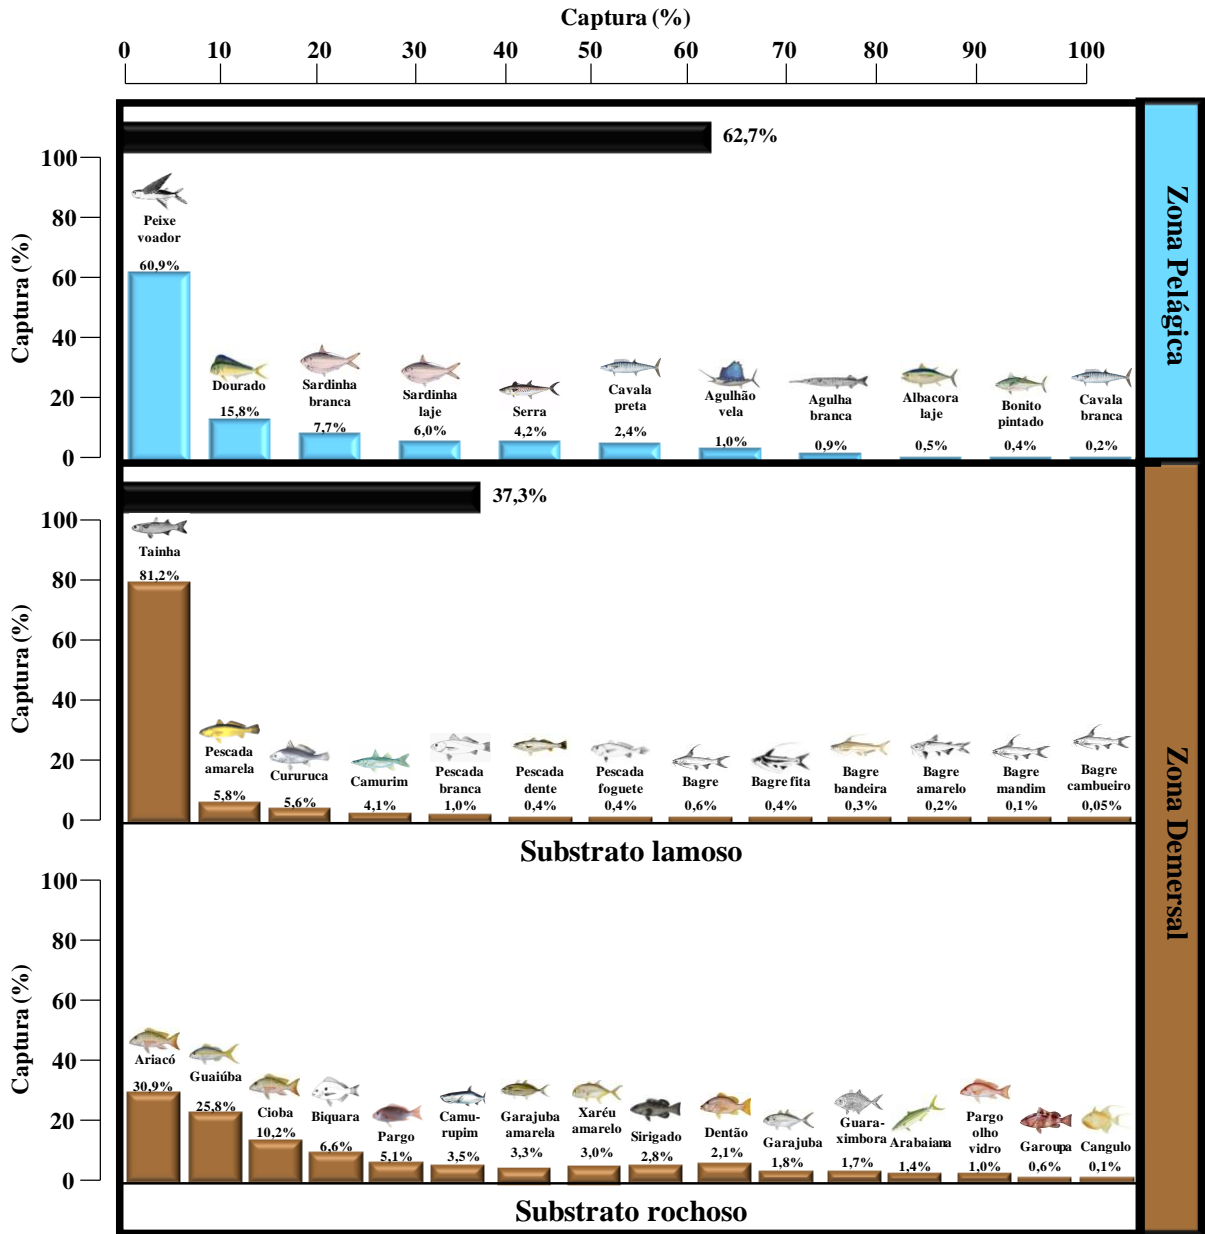 Captura (%)
0 10 20 30 40 50 60 70 80 90 100
62,7%
Captura (%)
100
80
60
40
20
0
Peixe
voador
60,9%
Dourado
15,8%
Sardinha
branca
7,7%
Sardinha
laje
6,0%
Serra
4,2%
Cavala
preta
2,4%
Agulhão
vela
1,0%
Agulha
branca
0,9%
Albacora
laje
0,5%
Bonito
pintado
0,4%
Cavala
branca
0,2%
Zona Pelágica
37,3%
Captura (%)
100
80
60
40
20
0
Tainha
81,2%
Pescada
amarela
5,8%
Cururuca
5,6%
Camurim
4,1%
Pescada
branca
1,0%
Pescada
dente
0,4%
Pescada
foguete
0,4%
Bagre
0,6%
Bagre fita
0,4%
Bagre
bandeira
0,3%
Bagre
amarelo
0,2%
Bagre
mandim
0,1%
Bagre
cambueiro
0,05%
Substrato lamoso
Zona Demersal
Captura (%)
100
80
60
40
20
0
Ariacó
30,9%
Guaiúba
25,8%
Cioba
10,2%
Biquara
6,6%
Pargo
5,1%
Camu-
rupim
3,5%
Garajuba
amarela
3,3%
Xaréu
amarelo
3,0%
Sirigado
2,8%
Dentão
2,1%
Garajuba
1,8%
Guara-
ximbora
1,7%
Arabaiana
1,4%
Pargo
olho
vidro
1,0%
Garoupa
0,6%
Cangulo
0,1%
Substrato rochoso